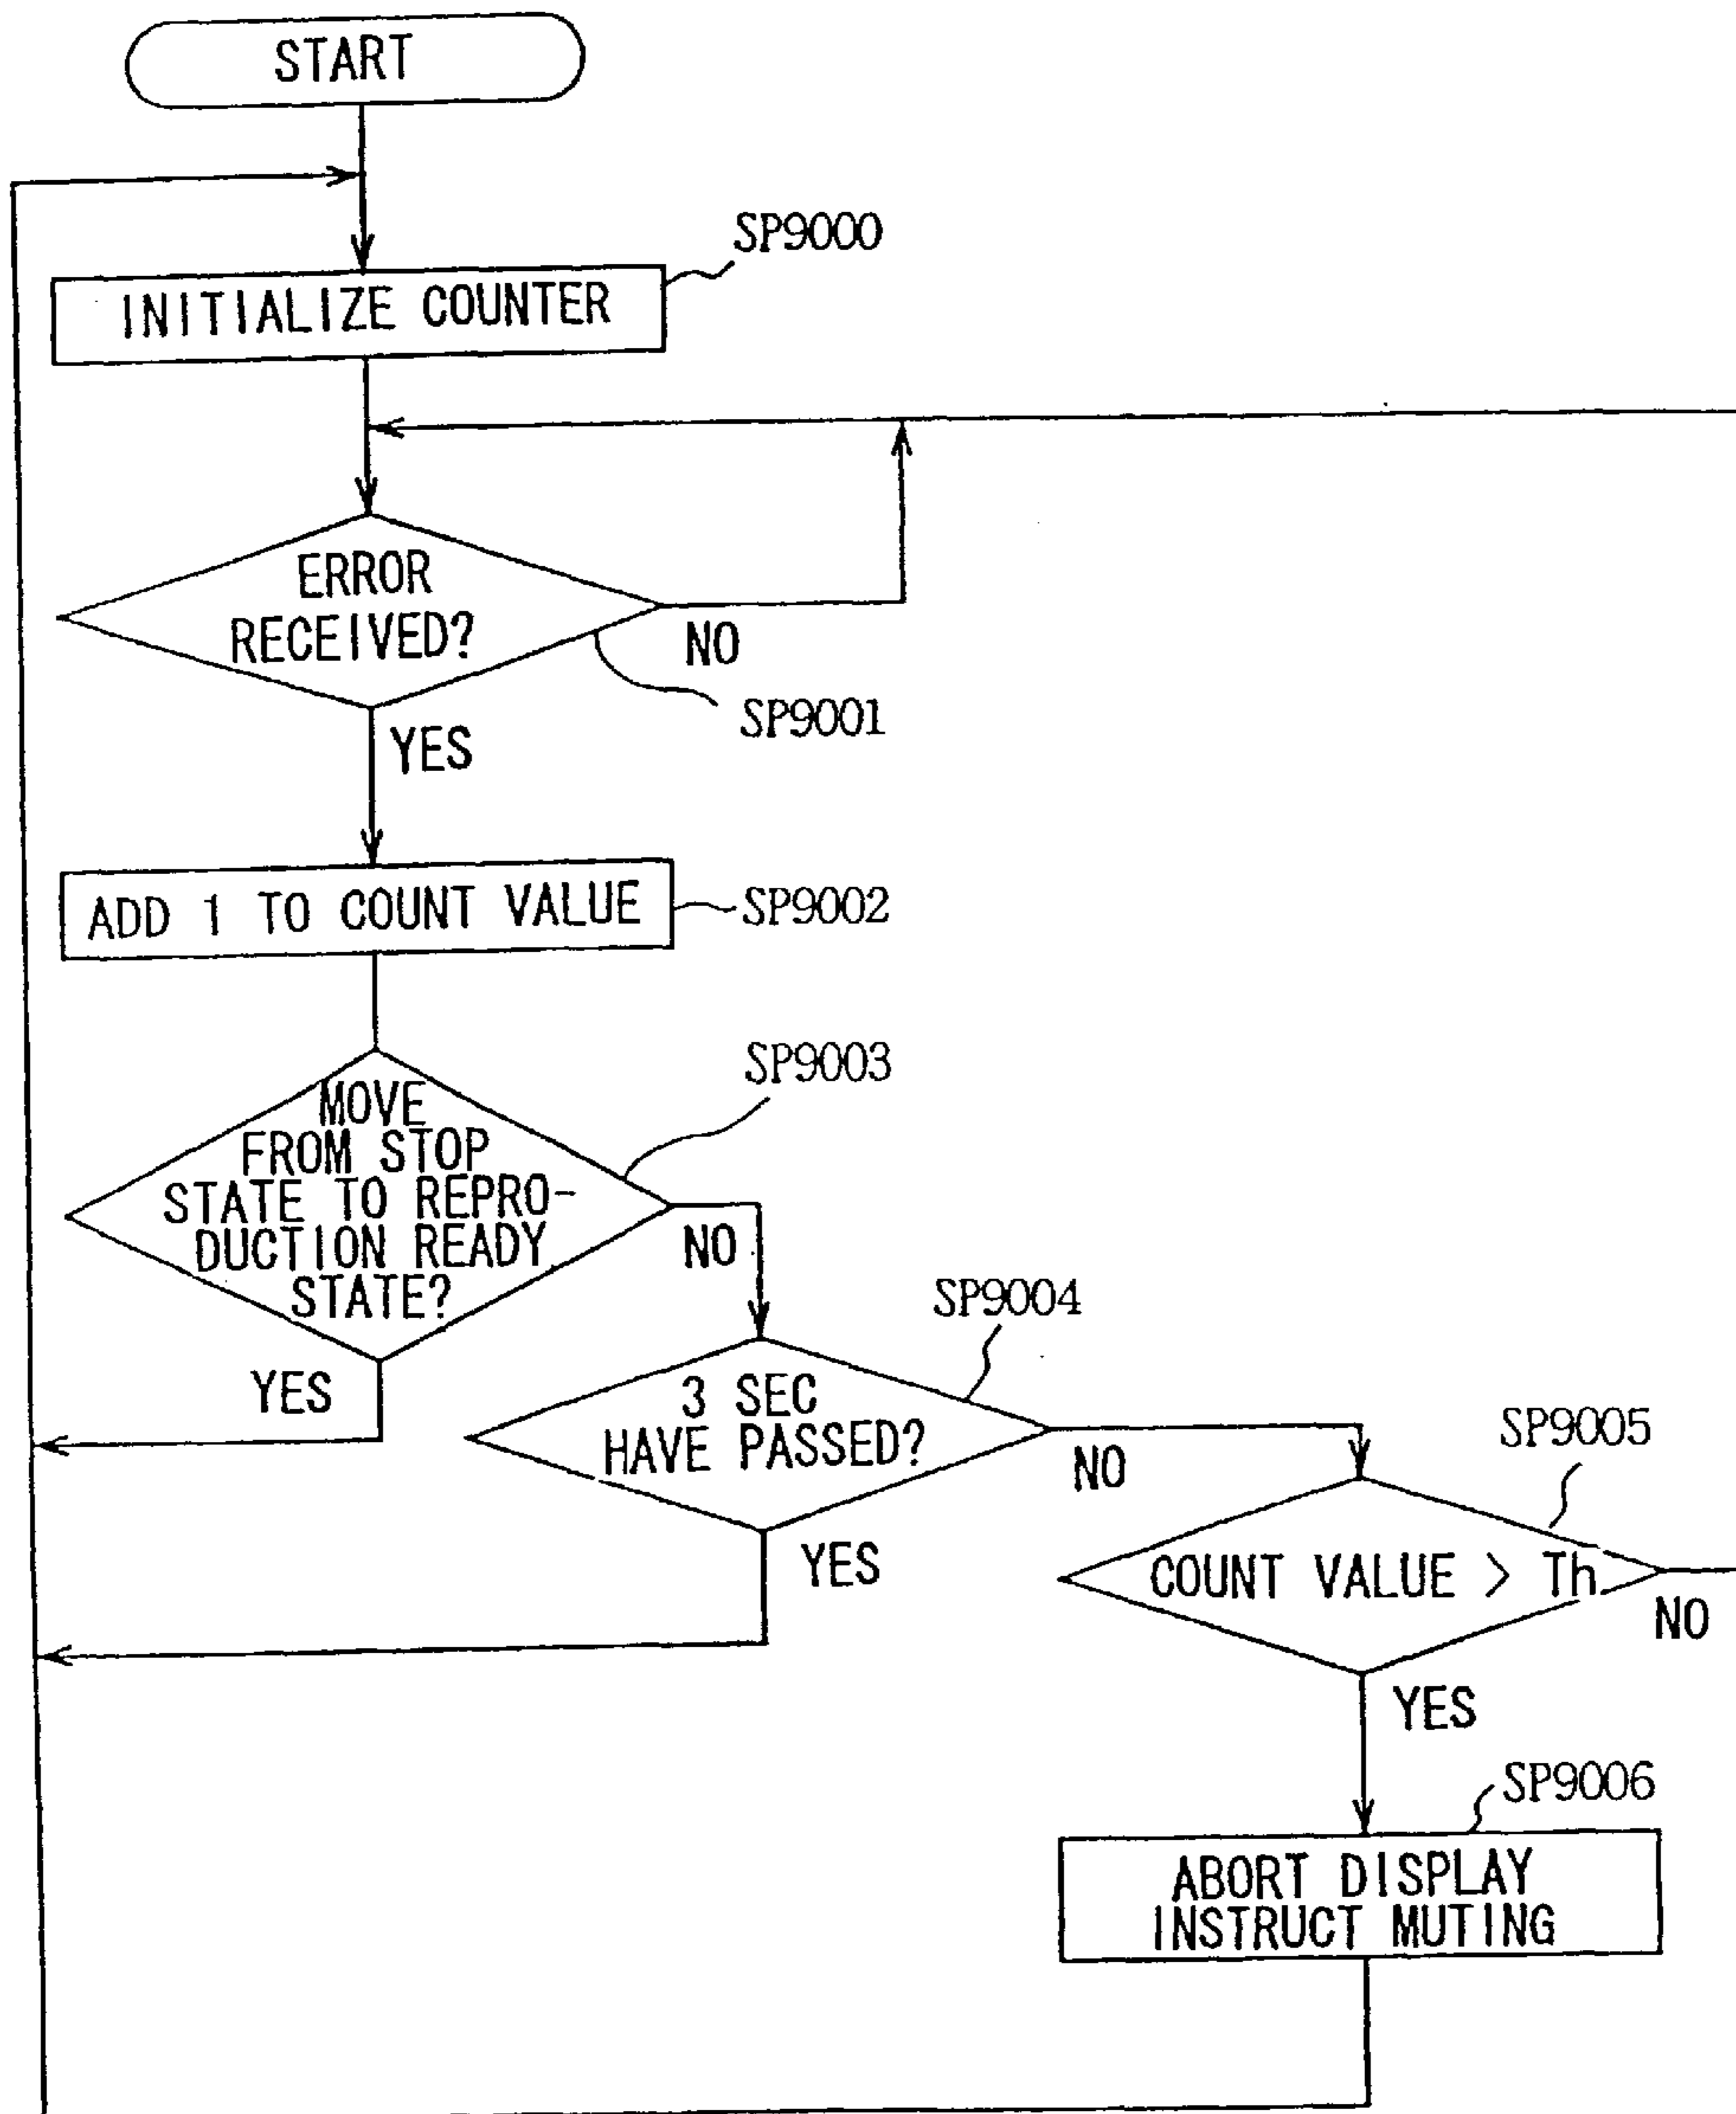 START
SP9000
INITIALIZE COUNTER
ERROR
RECEIVED?
NO
SP9001
YES
ADD 1 TO COUNT VALUE
SP9002
SP9003
MOVE
FROM STOP
STATE TO REPRO-
DUCTION READY
STATE?
NO
YES
SP9004
3 SEC
HAVE PASSED?
NO
YES
SP9005
COUNT VALUE > Th
NO
YES
SP9006
ABORT DISPLAY
INSTRUCT MUTING